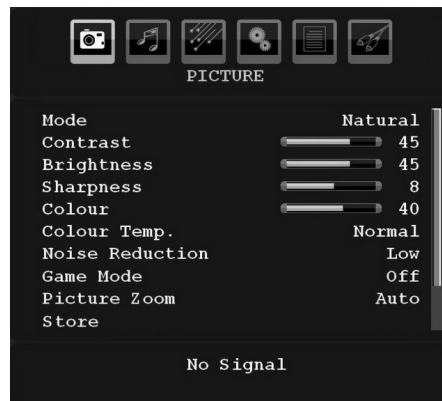 PICTURE
Mode Natural
Contrast 45
Brightness 45
Sharpness 8
Colour 40
Colour Temp. Normal
Noise Reduction Low
Game Mode Off
Picture Zoom Auto
Store
No Signal